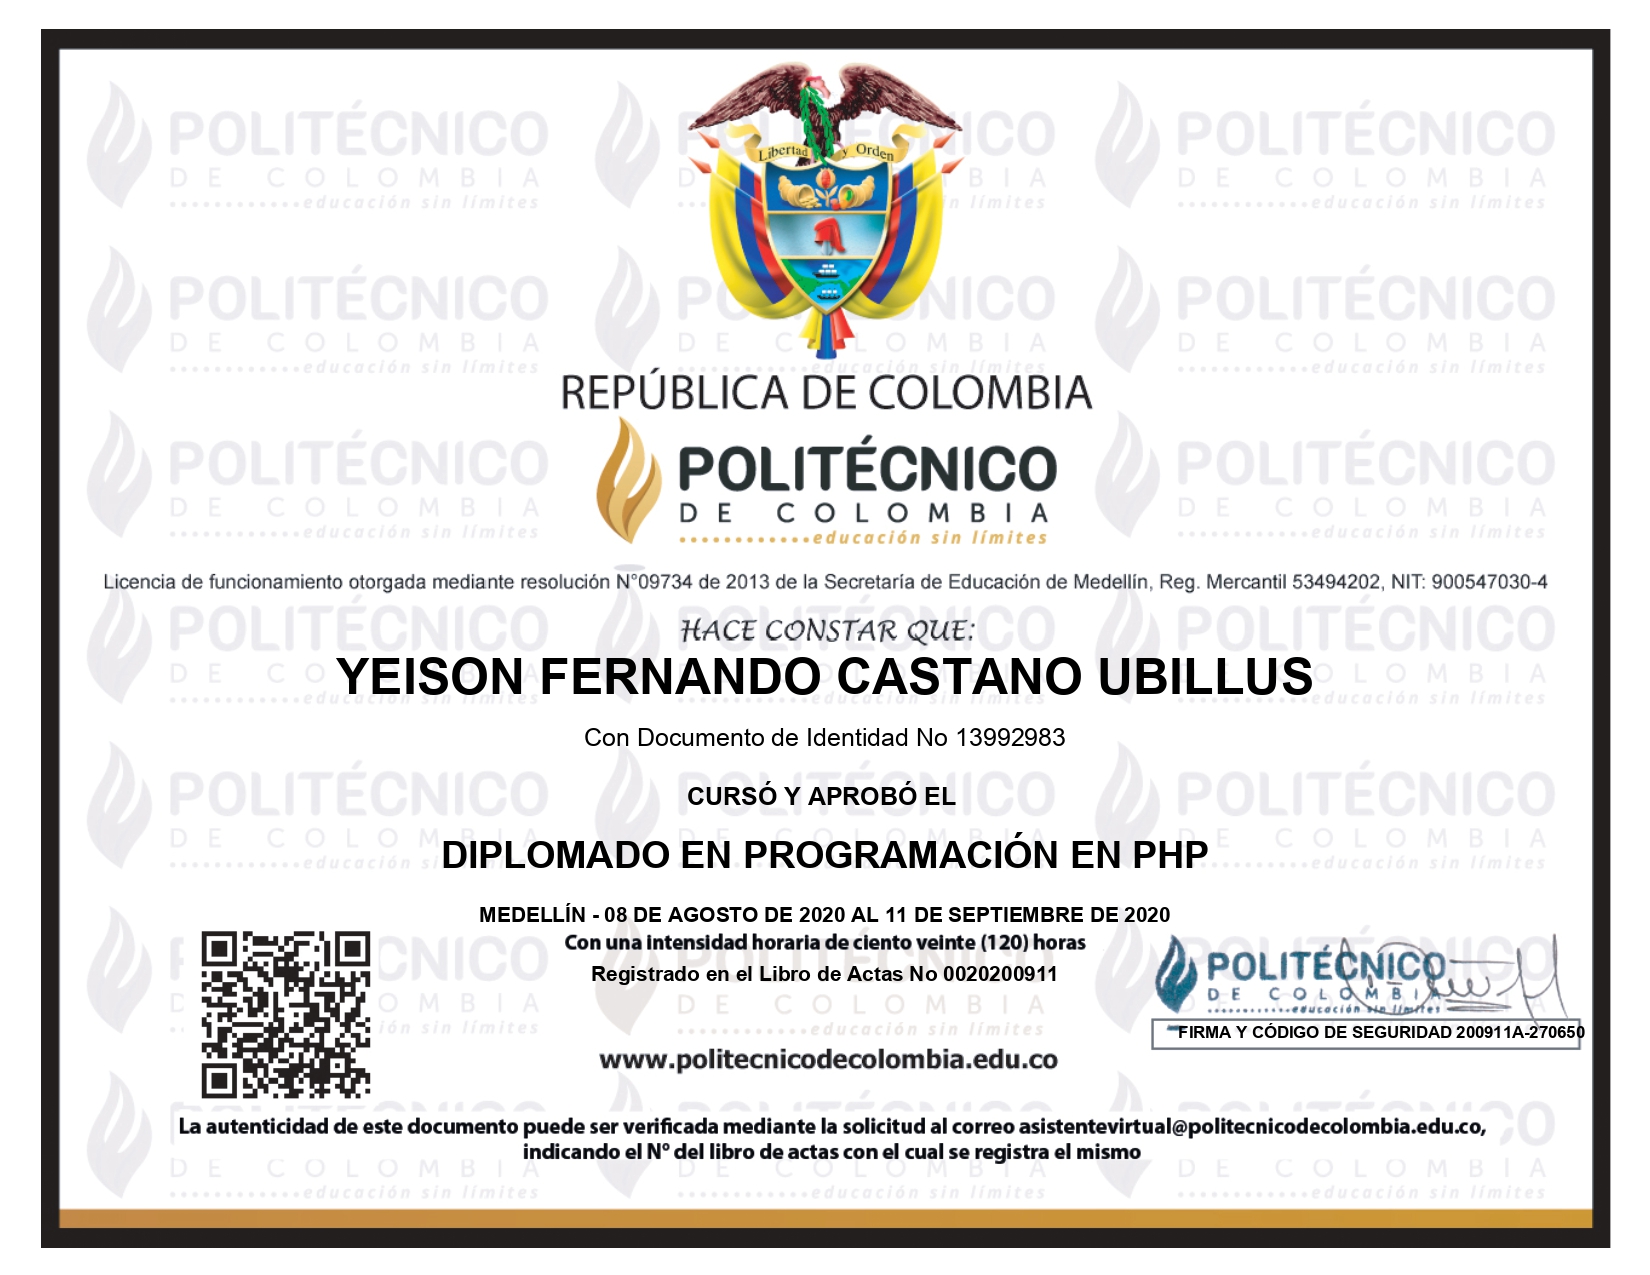 Libertad y Orden
REPÚBLICA DE COLOMBIA
POLITÉCNICO
DE COLOMBIA
educación sin límites
Licencia de funcionamiento otorgada mediante resolución N°09734 de 2013 de la Secretaría de Educación de Medellín, Reg. Mercantil 53494202, NIT: 900547030-4
HACE CONSTAR QUE:
YEISON FERNANDO CASTANO UBILLUS
Con Documento de Identidad No 13992983
CURSÓ Y APROBÓ EL
DIPLOMADO EN PROGRAMACIÓN EN PHP
MEDELLÍN - 08 DE AGOSTO DE 2020 AL 11 DE SEPTIEMBRE DE 2020
Con una intensidad horaria de ciento veinte (120) horas
Registrado en el Libro de Actas No 0020200911
POLITÉCNICO
DE COLOMBIA
educación sin límites
FIRMA Y CÓDIGO DE SEGURIDAD 200911A-270650
www.politecnicodecolombia.edu.co
La autenticidad de este documento puede ser verificada mediante la solicitud al correo asistentevirtual@politecnicodecolombia.edu.co,
indicando el N° del libro de actas con el cual se registra el mismo